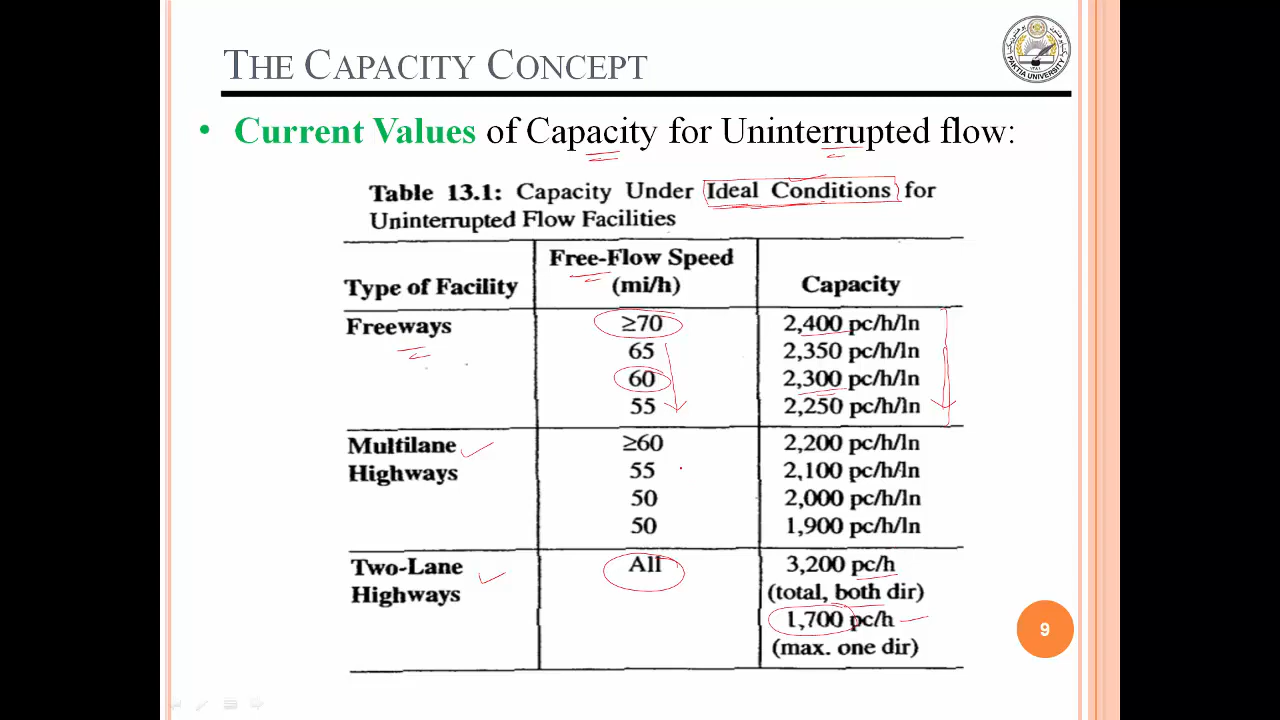 THE CAPACITY CONCEPT
PAKTIA UNIVERSITY
• Current Values of Capacity for Uninterrupted flow:
Table 13.1: Capacity Under Ideal Conditions for
Uninterrupted Flow Facilities
Type of Facility Free-Flow Speed (mi/h) Capacity
Freeways ≥70 2,400 pc/h/ln
65 2,350 pc/h/ln
60 2,300 pc/h/ln
55 2,250 pc/h/ln
Multilane ≥60 2,200 pc/h/ln
Highways 55 2,100 pc/h/ln
50 2,000 pc/h/ln
50 1,900 pc/h/ln
Two-Lane All 3,200 pc/h
Highways (total, both dir)
1,700 pc/h
(max. one dir)
9